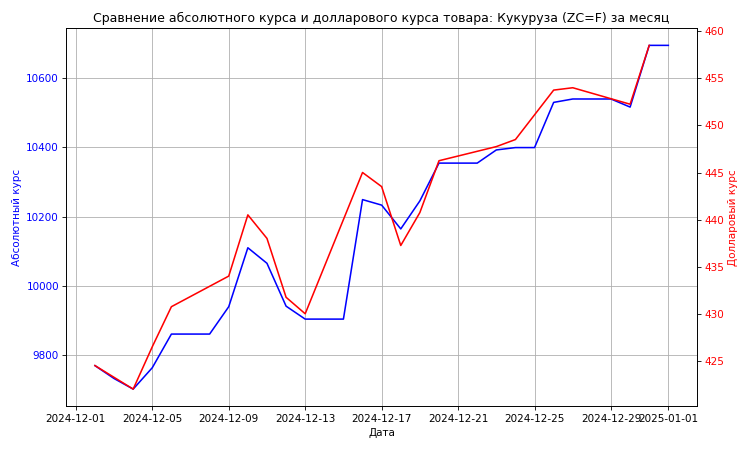 Сравнение абсолютного курса и долларового курса товара: Кукуруза (ZC=F) за месяц
460
10600
455
450
10400
445
Абсолютный курс
Долларовый курс
10200
440
435
10000
430
9800
425
2024-12-01 2024-12-05 2024-12-09 2024-12-13 2024-12-17 2024-12-21 2024-12-25 2024-12-29 2025-01-01
Дата